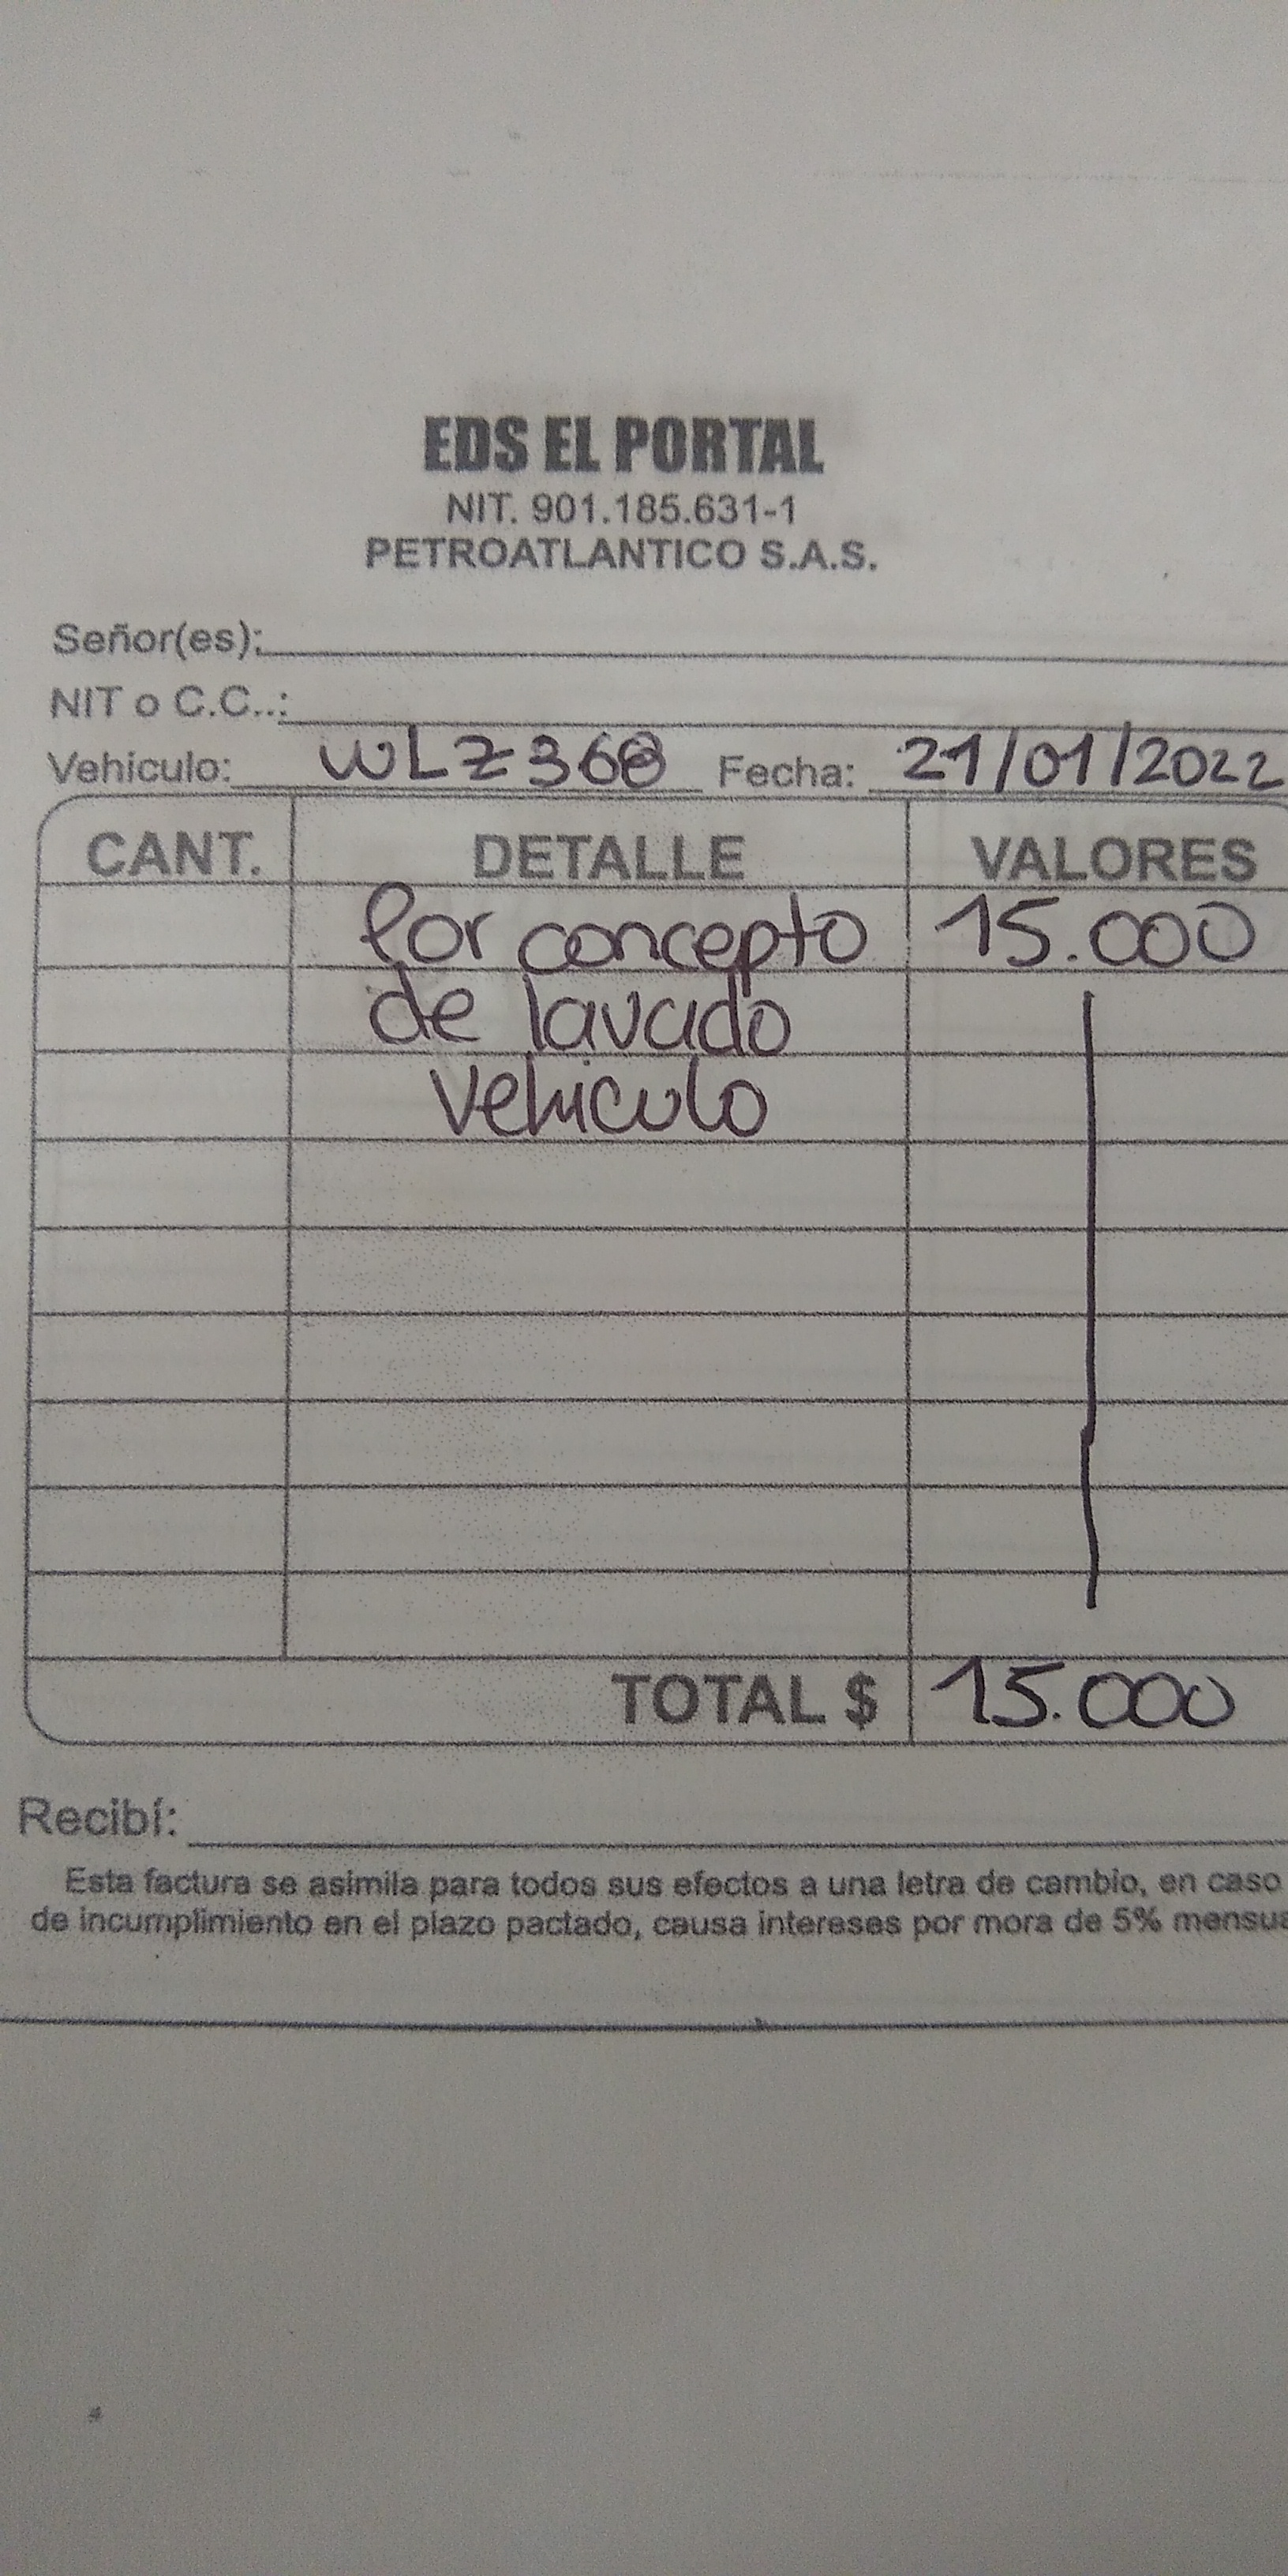 EDS EL PORTAL
NIT. 901.185.631-1
PETROATLANTICO S.A.S.
Señor(es):
NIT o C.C..:
Vehiculo: WLZ368 Fecha: 21/01/2022
CANT. DETALLE VALORES
Por concepto 15.000
de lavado
vehiculo
TOTAL $ 15.000
Recibí:
Esta factura se asimila para todos sus efectos a una letra de cambio, en caso
de incumplimiento en el plazo pactado, causa intereses por mora de 5% mensua